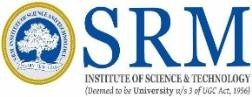 SRM
INSTITUTE OF SCIENCE & TECHNOLOGY
(Deemed to be University u/s 3 of UGC Act, 1956)